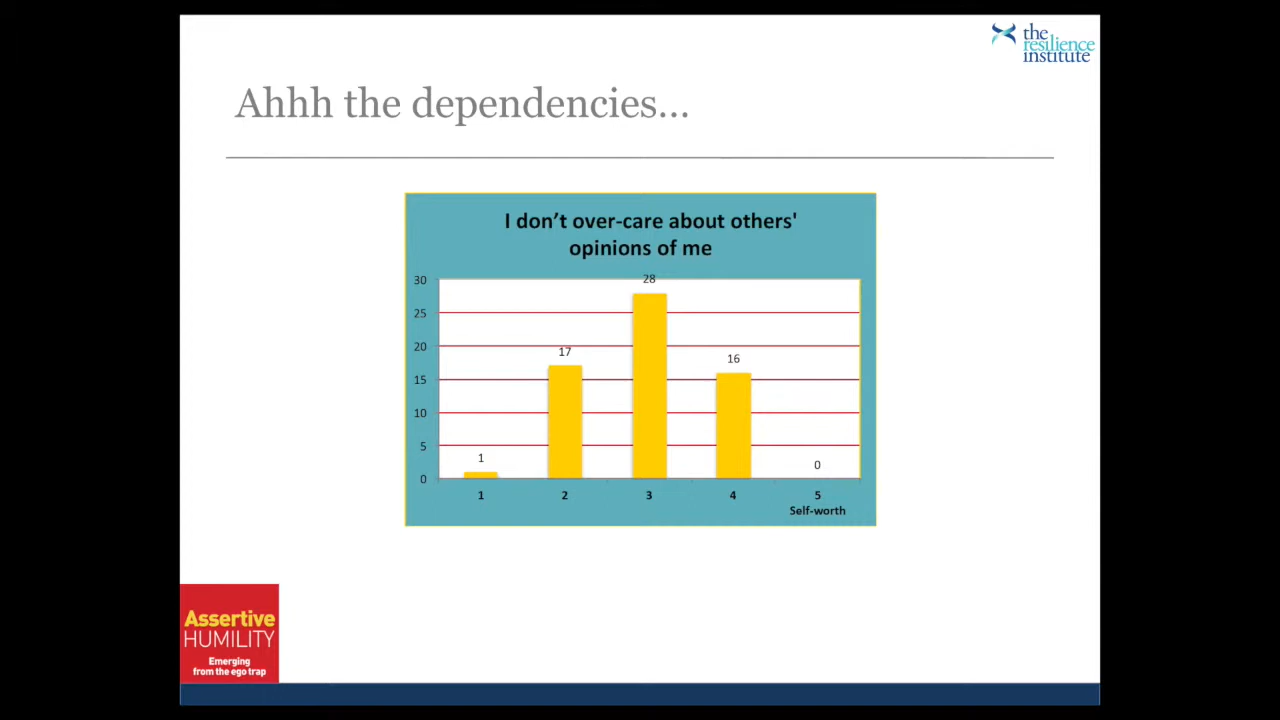 the
resilience
institute
Ahhh the dependencies...
I don’t over-care about others'
opinions of me
30
25
20
15
10
5
0
1
17
28
16
0
1
2
3
4
5
Self-worth
Assertive
HUMILITY
Emerging
from the ego trap